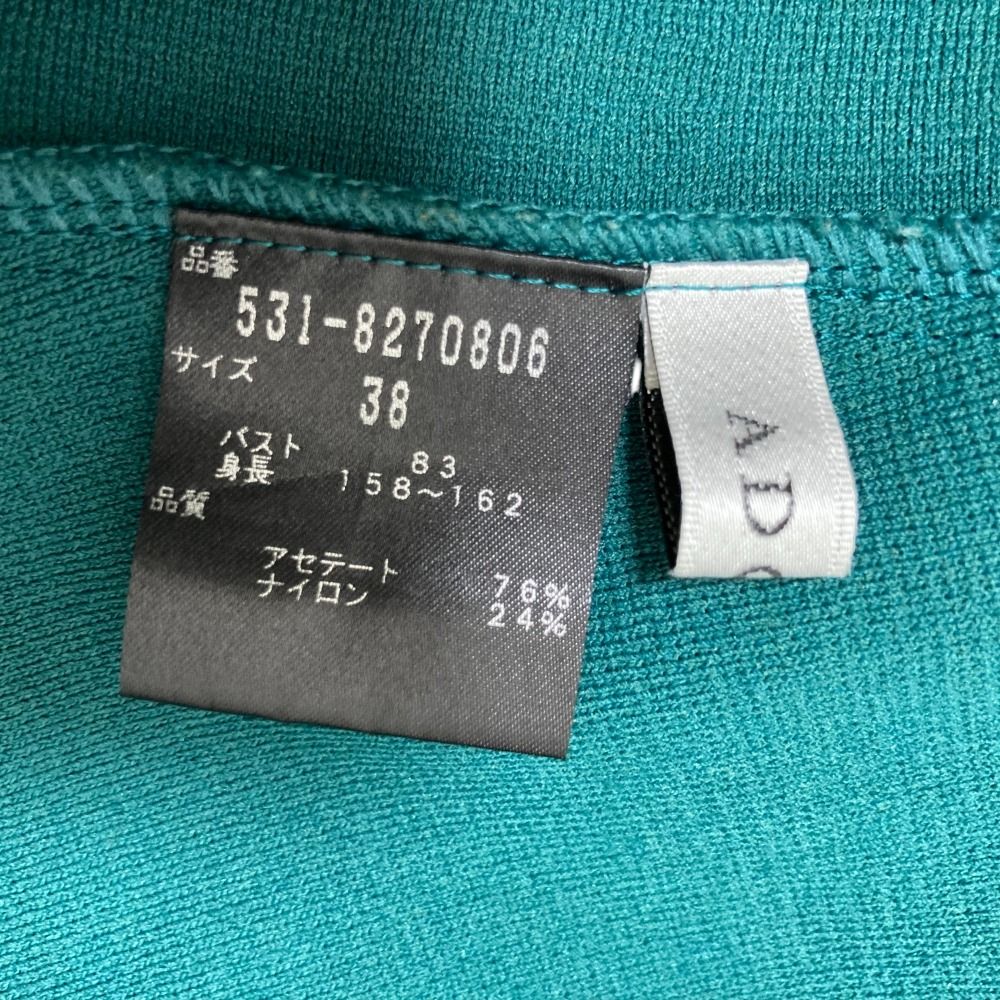 品番
531-8270806
サイズ 38
バスト 83
身長 158～162
品質
アセテート 76%
ナイロン 24%
AD